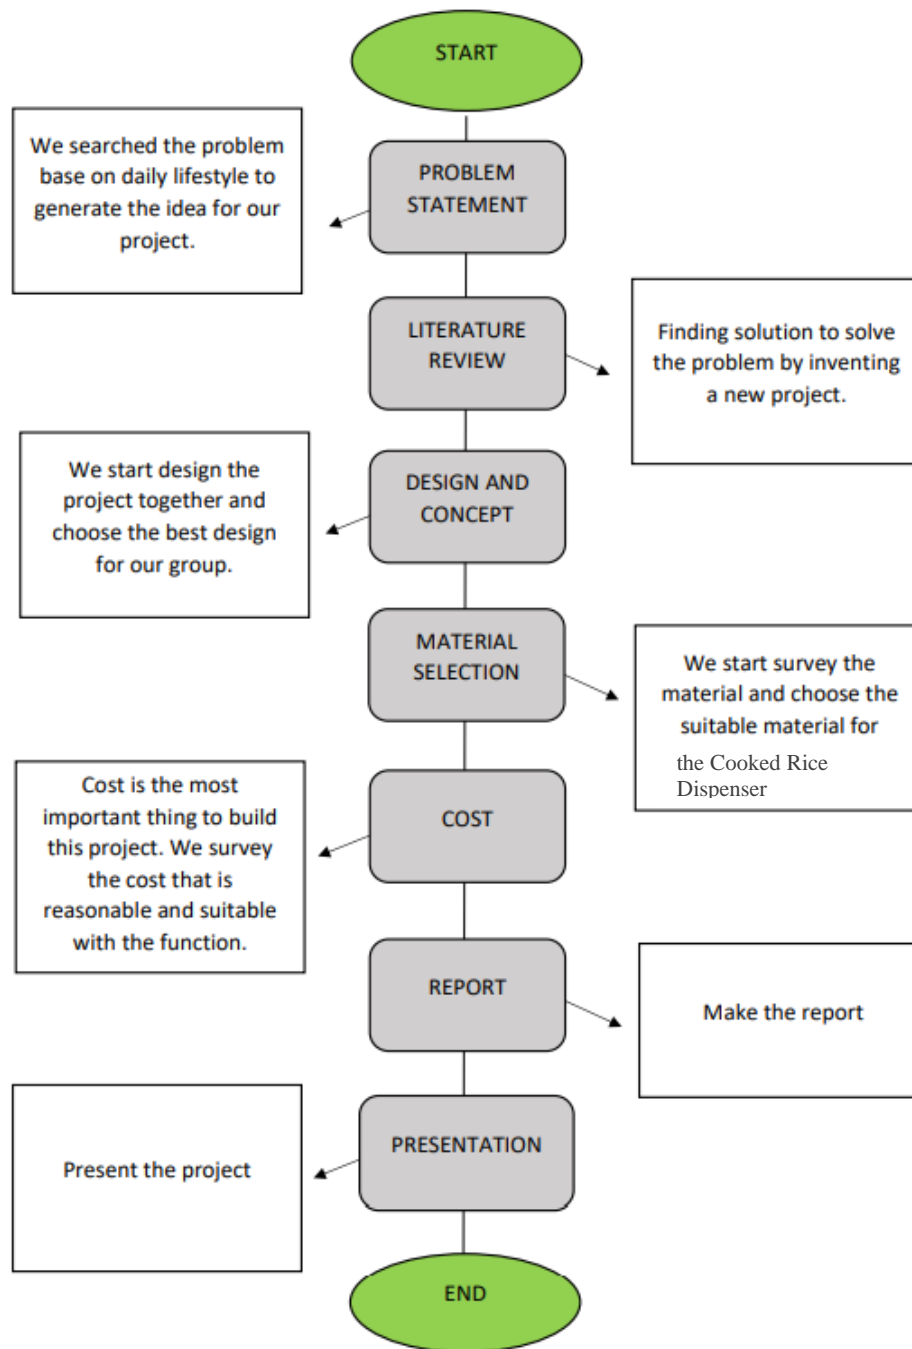 START
We searched the problem
base on daily lifestyle to
generate the idea for our
project.
PROBLEM
STATEMENT
LITERATURE
REVIEW
Finding solution to solve
the problem by inventing
a new project.
We start design the
project together and
choose the best design
for our group.
DESIGN AND
CONCEPT
MATERIAL
SELECTION
We start survey the
material and choose the
suitable material for
the Cooked Rice
Dispenser
Cost is the most
important thing to build
this project. We survey
the cost that is
reasonable and suitable
with the function.
COST
REPORT
Make the report
PRESENTATION
Present the project
END